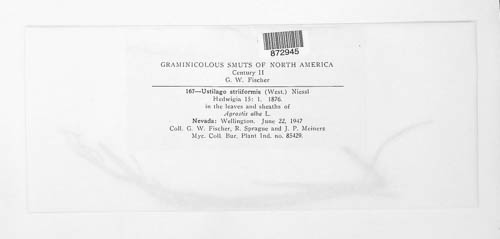 872945
GRAMINICOLOUS SMUTS OF NORTH AMERICA
Century II
G. W. Fischer
167—Ustilago striiformis (West.) Niessl
Hedwigia 15: 1. 1876.
in the leaves and sheaths of
Agrostis alba L.
Nevada: Wellington. June 22, 1947
Coll. G. W. Fischer, R. Sprague and J. P. Meiners
Myc. Coll. Bur. Plant Ind. no. 85429.